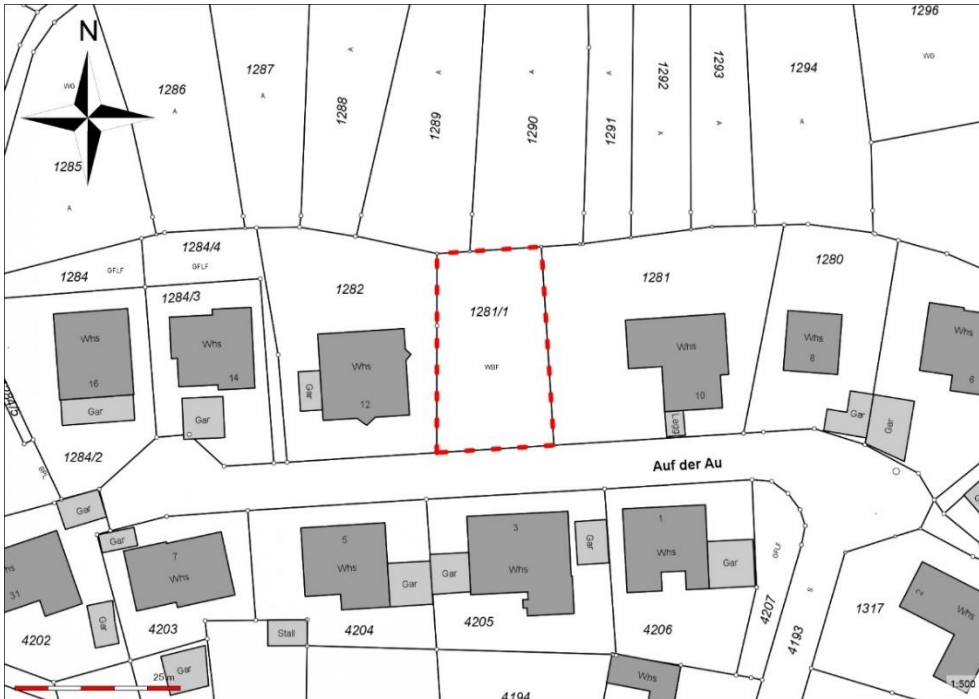 N
1296
1287
1286
1294
1293
1292
1291
1290
1289
1288
WG
WG
A
A
A
A
A
A
1285
1284/4
GFLF
1284
GFLF
1284/3
1282
1281/1
1281
1280
Whs
16
Gar
Whs
14
Gar
Gar
Whs
12
WBF
Whs
10
Lagg
Whs
8
Gar
Gar
Whs
6
1284/2
Auf der Au
Gar
Gar
7
Whs
5
Whs
Gar
Gar
3
Whs
Gar
1
Whs
Gar
GFLF
S
31
Gar
2
Whs
4202
4203
Stall
4204
4205
4206
4207
4193
1317
Gar
25 m
4194
Whs
1:500